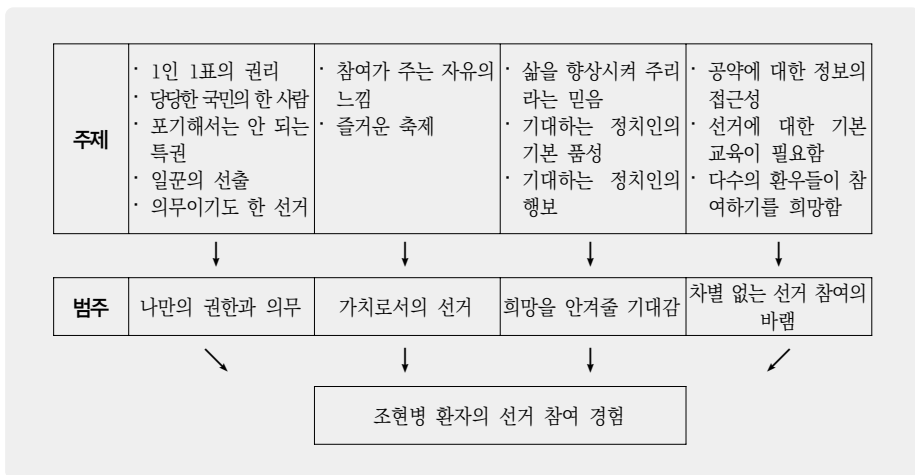 주제
· 1인 1표의 권리
· 당당한 국민의 한 사람
· 포기해서는 안 되는
특권
· 일꾼의 선출
· 의무이기도 한 선거
· 참여가 주는 자유의
느낌
· 즐거운 축제
· 삶을 향상시켜 주리
라는 믿음
· 기대하는 정치인의
기본 품성
· 기대하는 정치인의
행보
· 공약에 대한 정보의
접근성
· 선거에 대한 기본
교육이 필요함
· 다수의 환우들이 참
여하기를 희망함
범주
나만의 권한과 의무
가치로서의 선거
희망을 안겨줄 기대감
차별 없는 선거 참여의
바램
조현병 환자의 선거 참여 경험